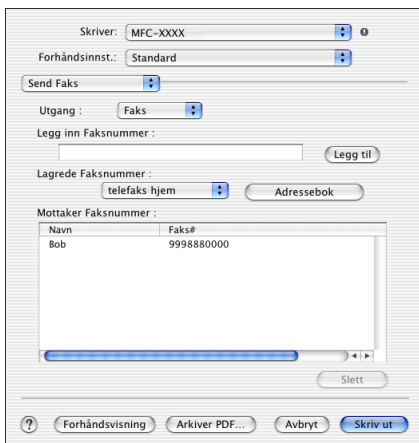 Skriver: MFC-XXXX
Forhåndsinnst.: Standard
Send Faks
Utgang : Faks
Legg inn Faksnummer :
Legg til
Lagrede Faksnummer :
telefaks hjem Adressebok
Mottaker Faksnummer :
Navn Faks#
Bob 9998880000
Slett
? Forhåndsvisning Arkiver PDF... Avbryt Skriv ut